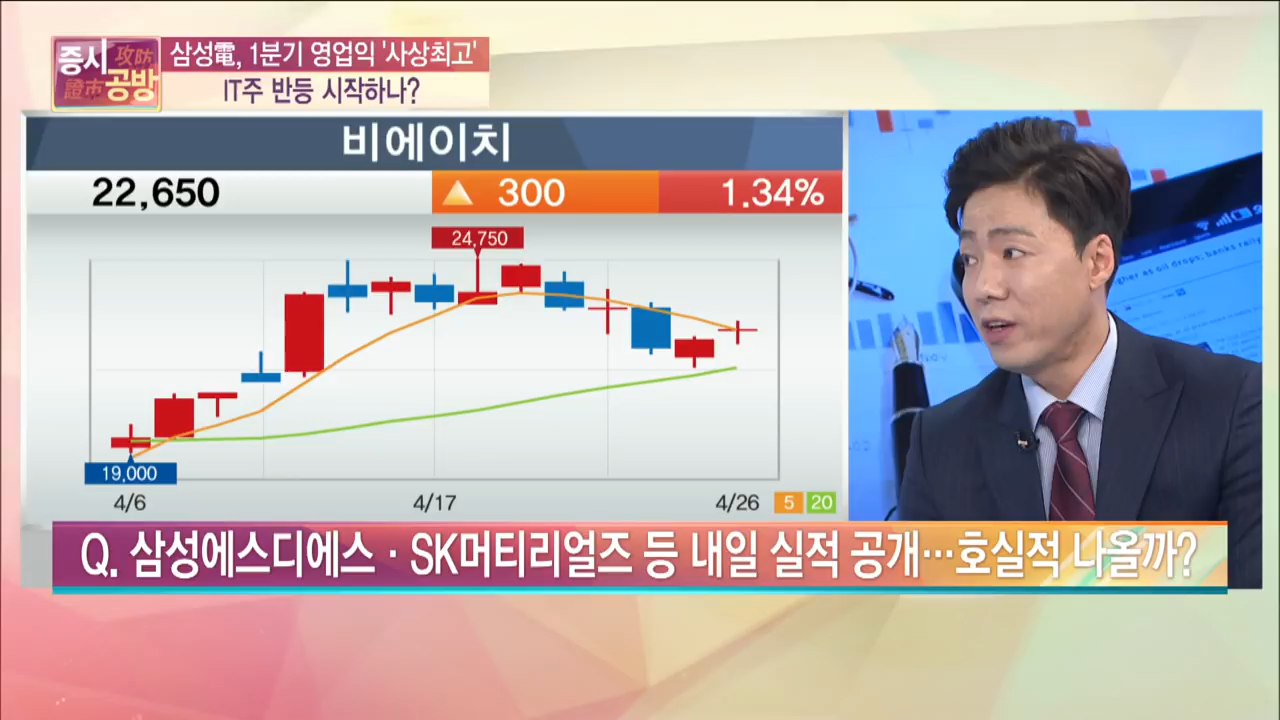 증시 攻防
證市 공방
삼성電, 1분기 영업익 '사상최고'
IT주 반등 시작하나?
비에이치
22,650 ▲ 300 1.34%
24,750
19,000
4/6 4/17 4/26 5 20
Nov
Q. 삼성에스디에스·SK머티리얼즈 등 내일 실적 공개…호실적 나올까?